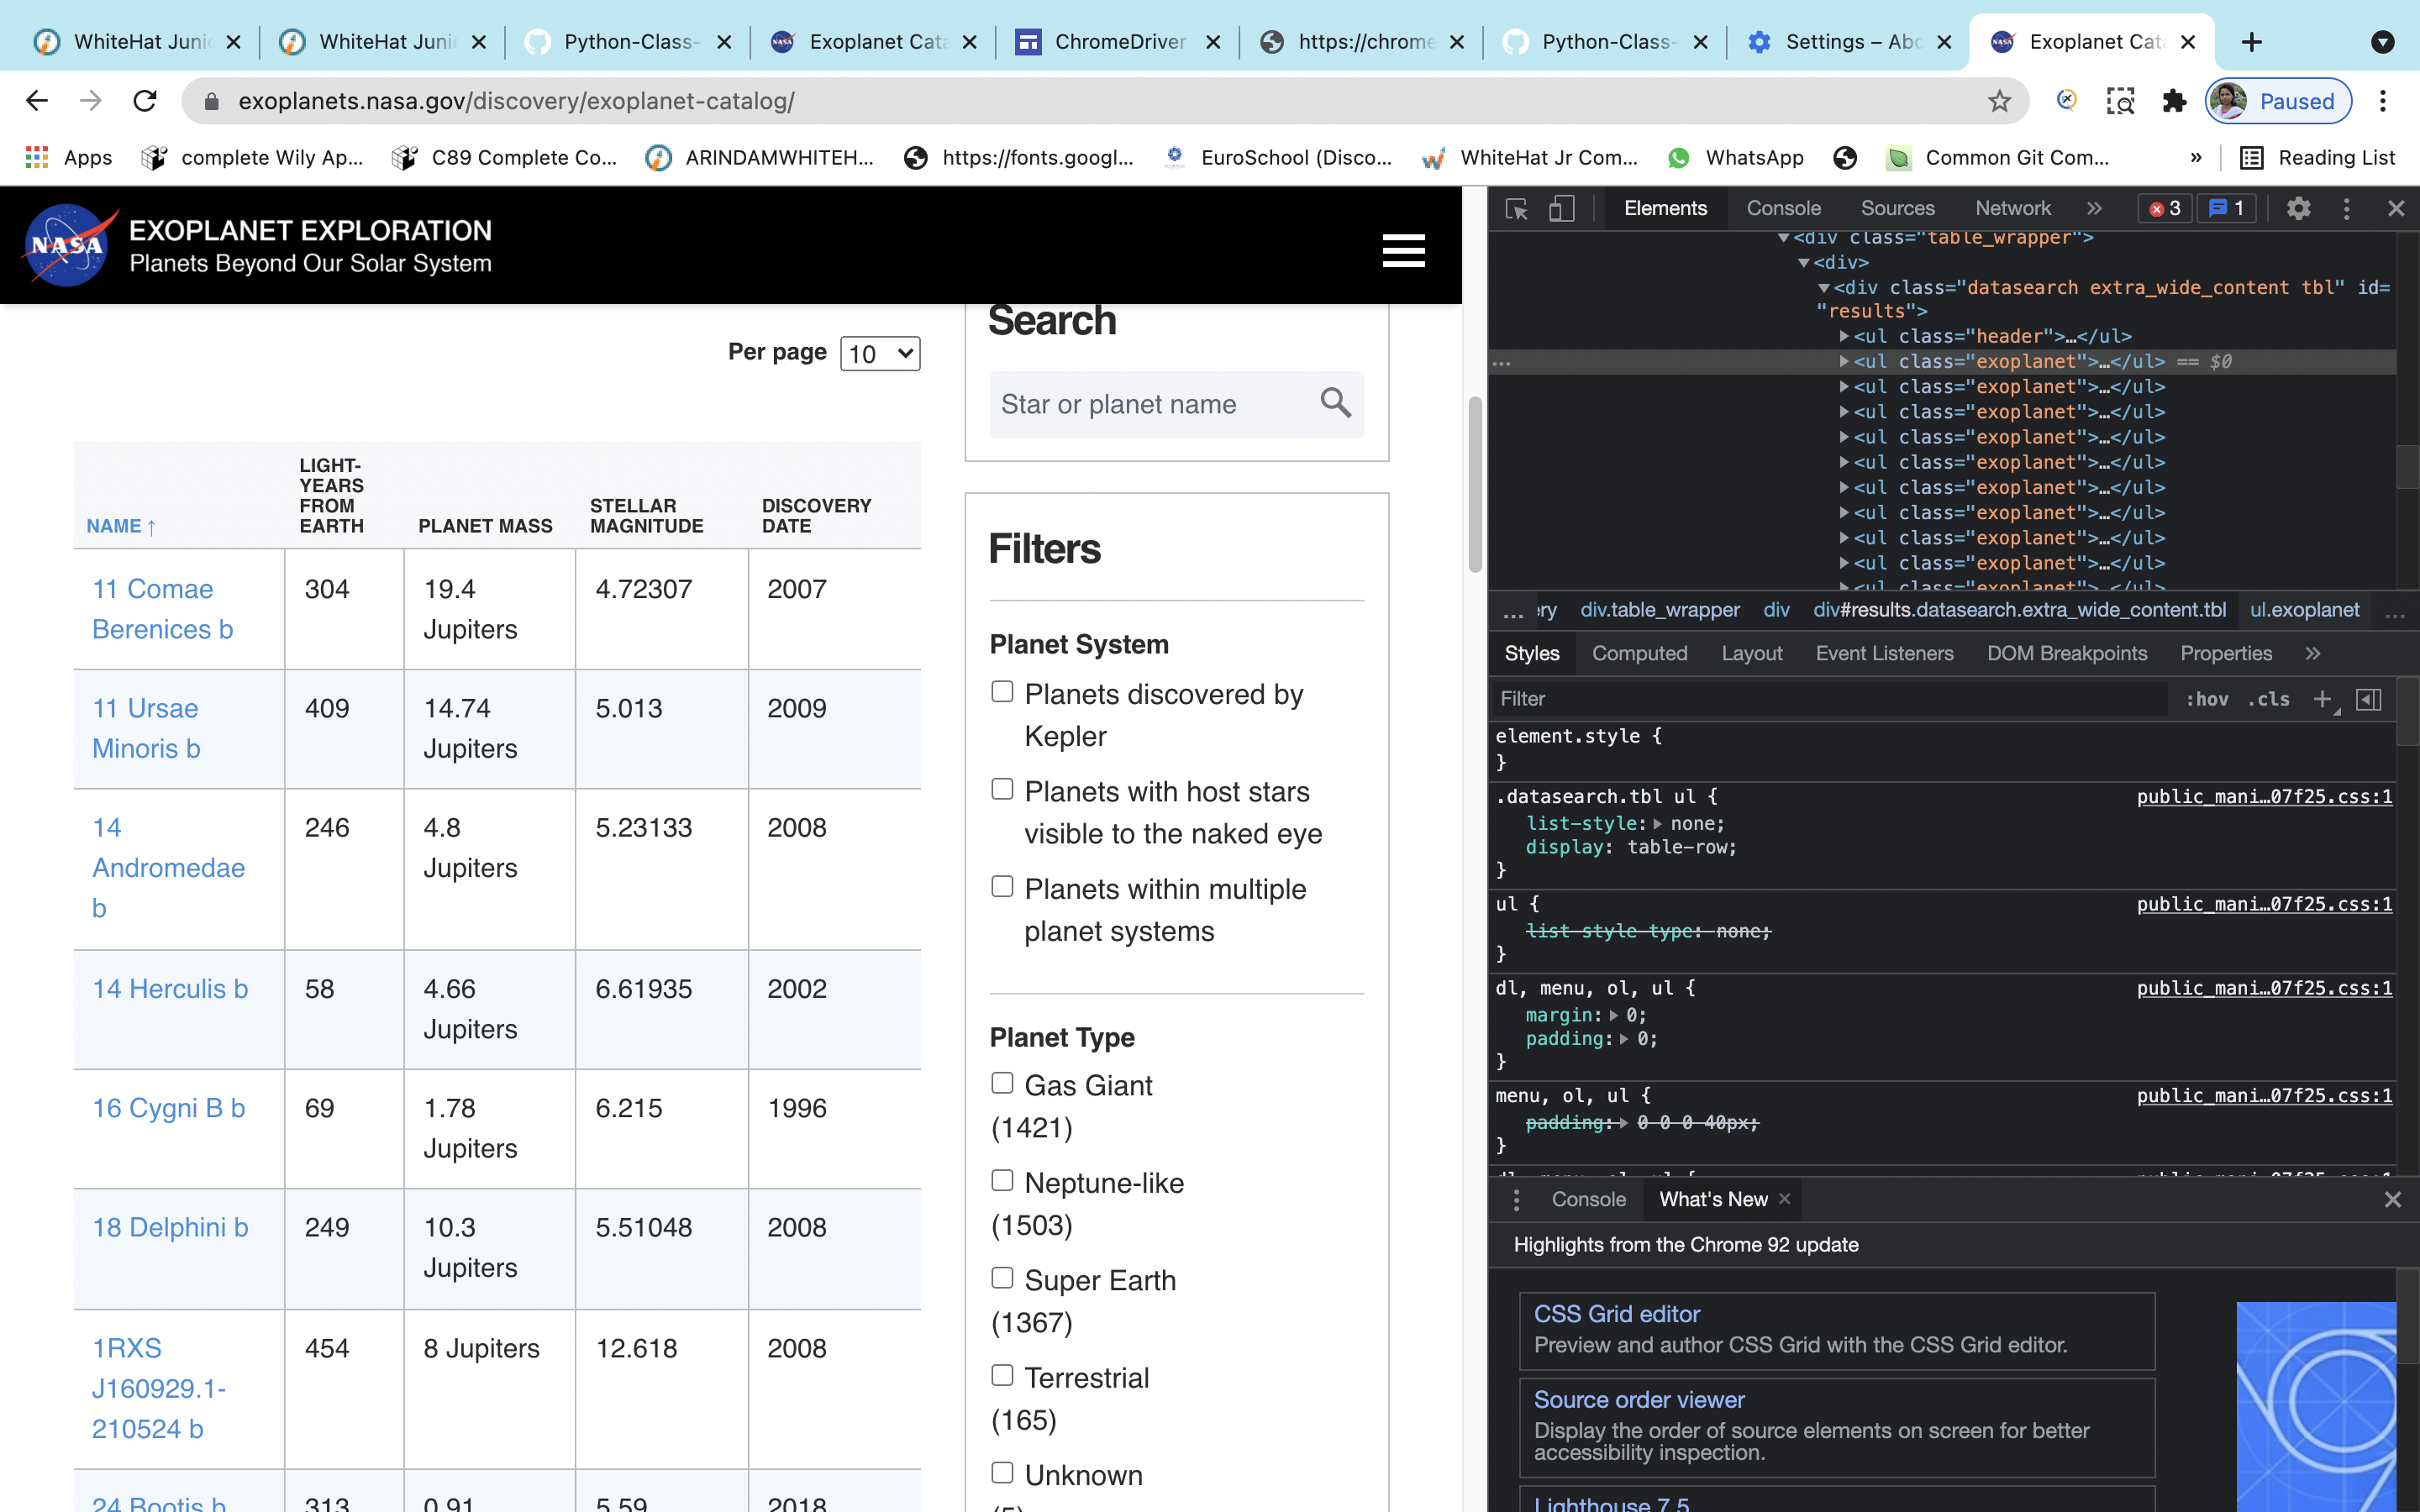 WhiteHat Juni
WhiteHat Juni
Python-Class-
Exoplanet Cata
ChromeDriver
https://chrome
Python-Class-
Settings – Abo
Exoplanet Cata
exoplanets.nasa.gov/discovery/exoplanet-catalog/
Paused
Apps
complete Wily Ap...
C89 Complete Co...
ARINDAMWHITEH...
https://fonts.googl...
EuroSchool (Disco...
WhiteHat Jr Com...
WhatsApp
Common Git Com...
»
Reading List
NASA
EXOPLANET EXPLORATION
Planets Beyond Our Solar System
Per page 10
NAME ↑
LIGHT-
YEARS
FROM
EARTH
PLANET MASS
STELLAR
MAGNITUDE
DISCOVERY
DATE
11 Comae
Berenices b
304
19.4
Jupiters
4.72307
2007
11 Ursae
Minoris b
409
14.74
Jupiters
5.013
2009
14
Andromedae
b
246
4.8
Jupiters
5.23133
2008
14 Herculis b
58
4.66
Jupiters
6.61935
2002
16 Cygni B b
69
1.78
Jupiters
6.215
1996
18 Delphini b
249
10.3
Jupiters
5.51048
2008
1RXS
J160929.1-
210524 b
454
8 Jupiters
12.618
2008
24 Bootis b
313
0.91
5.59
2018
Search
Star or planet name
Filters
Planet System
Planets discovered by
Kepler
Planets with host stars
visible to the naked eye
Planets within multiple
planet systems
Planet Type
Gas Giant
(1421)
Neptune-like
(1503)
Super Earth
(1367)
Terrestrial
(165)
Unknown
Elements
Console
Sources
Network
»
3
1
<div class="table_wrapper">
<div>
<div class="datasearch extra_wide_content tbl" id=
"results">
<ul class="header">…</ul>
... <ul class="exoplanet">…</ul> == $0
<ul class="exoplanet">…</ul>
<ul class="exoplanet">…</ul>
<ul class="exoplanet">…</ul>
<ul class="exoplanet">…</ul>
<ul class="exoplanet">…</ul>
<ul class="exoplanet">…</ul>
<ul class="exoplanet">…</ul>
<ul class="exoplanet">…</ul>
<ul class="exoplanet">…</ul>
... ery div.table_wrapper div div#results.datasearch.extra_wide_content.tbl ul.exoplanet ...
Styles
Computed
Layout
Event Listeners
DOM Breakpoints
Properties
»
Filter
:hov .cls +
element.style {
}
.datasearch.tbl ul { public_mani…07f25.css:1
list-style: none;
display: table-row;
}
ul { public_mani…07f25.css:1
list-style-type: none;
}
dl, menu, ol, ul { public_mani…07f25.css:1
margin: 0;
padding: 0;
}
menu, ol, ul { public_mani…07f25.css:1
padding: 0 0 0 40px;
}
Console
What's New
Highlights from the Chrome 92 update
CSS Grid editor
Preview and author CSS Grid with the CSS Grid editor.
Source order viewer
Display the order of source elements on screen for better
accessibility inspection.
Lighthouse 7.5